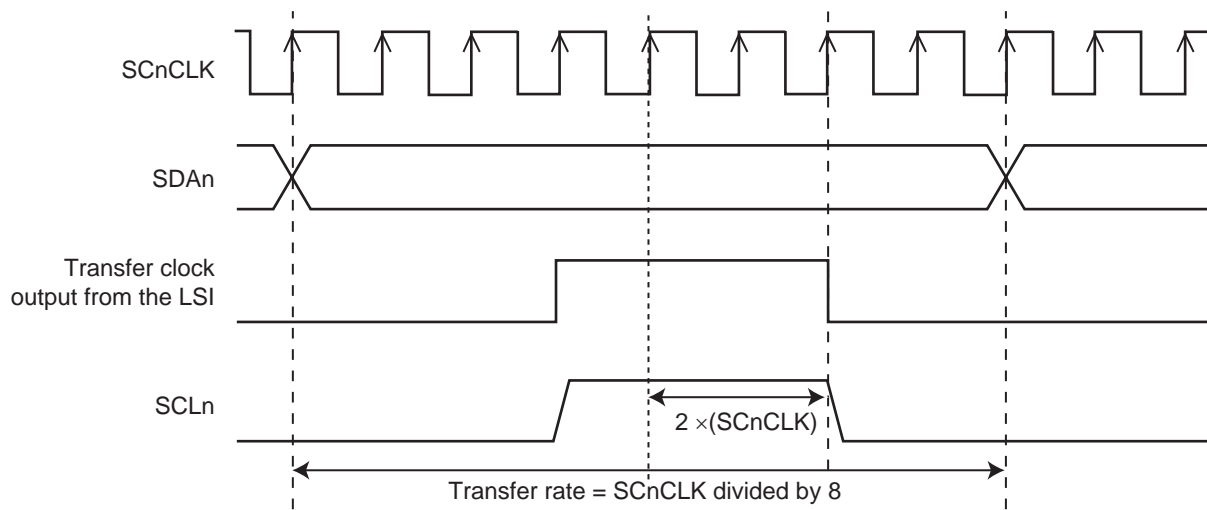 SCnCLK
SDAn
Transfer clock
output from the LSI
SCLn
2 ×(SCnCLK)
Transfer rate = SCnCLK divided by 8